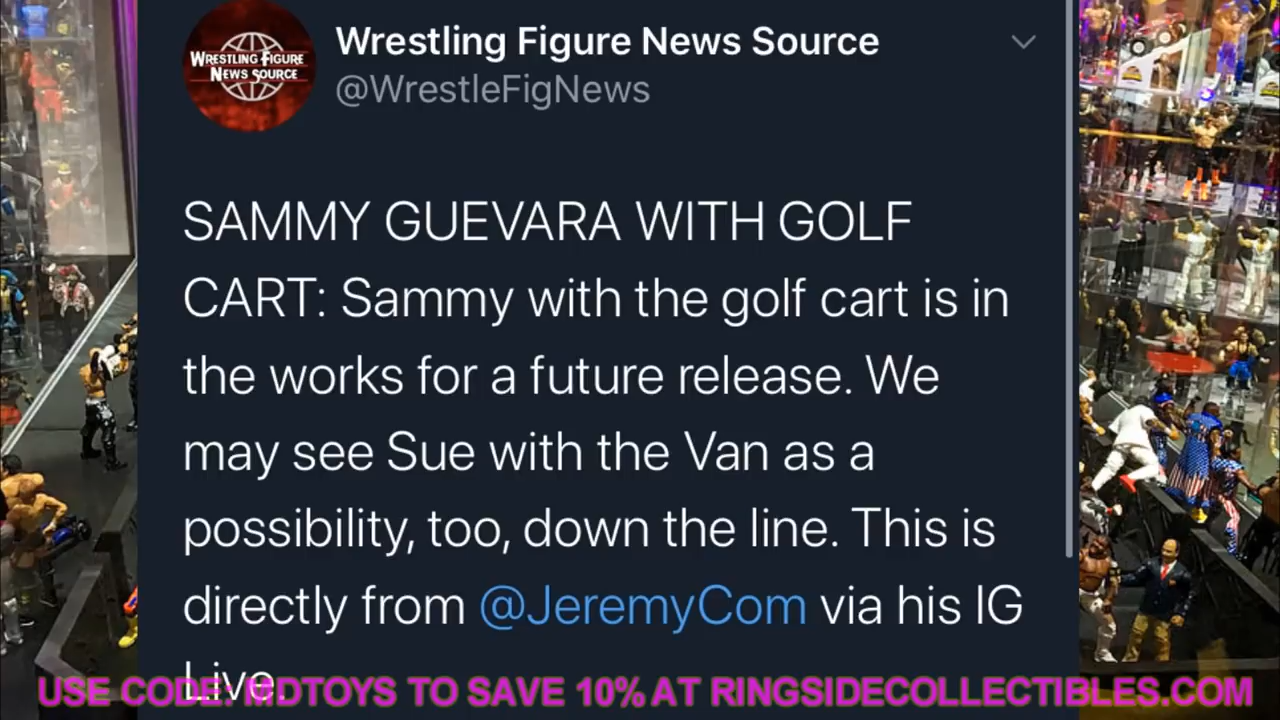 WRESTLING FIGURE
NEWS SOURCE
Wrestling Figure News Source
@WrestleFigNews
SAMMY GUEVARA WITH GOLF
CART: Sammy with the golf cart is in
the works for a future release. We
may see Sue with the Van as a
possibility, too, down the line. This is
directly from @JeremyCom via his IG
Live.
USE CODE: MDTOYS TO SAVE 10% AT RINGSIDECOLLECTIBLES.COM